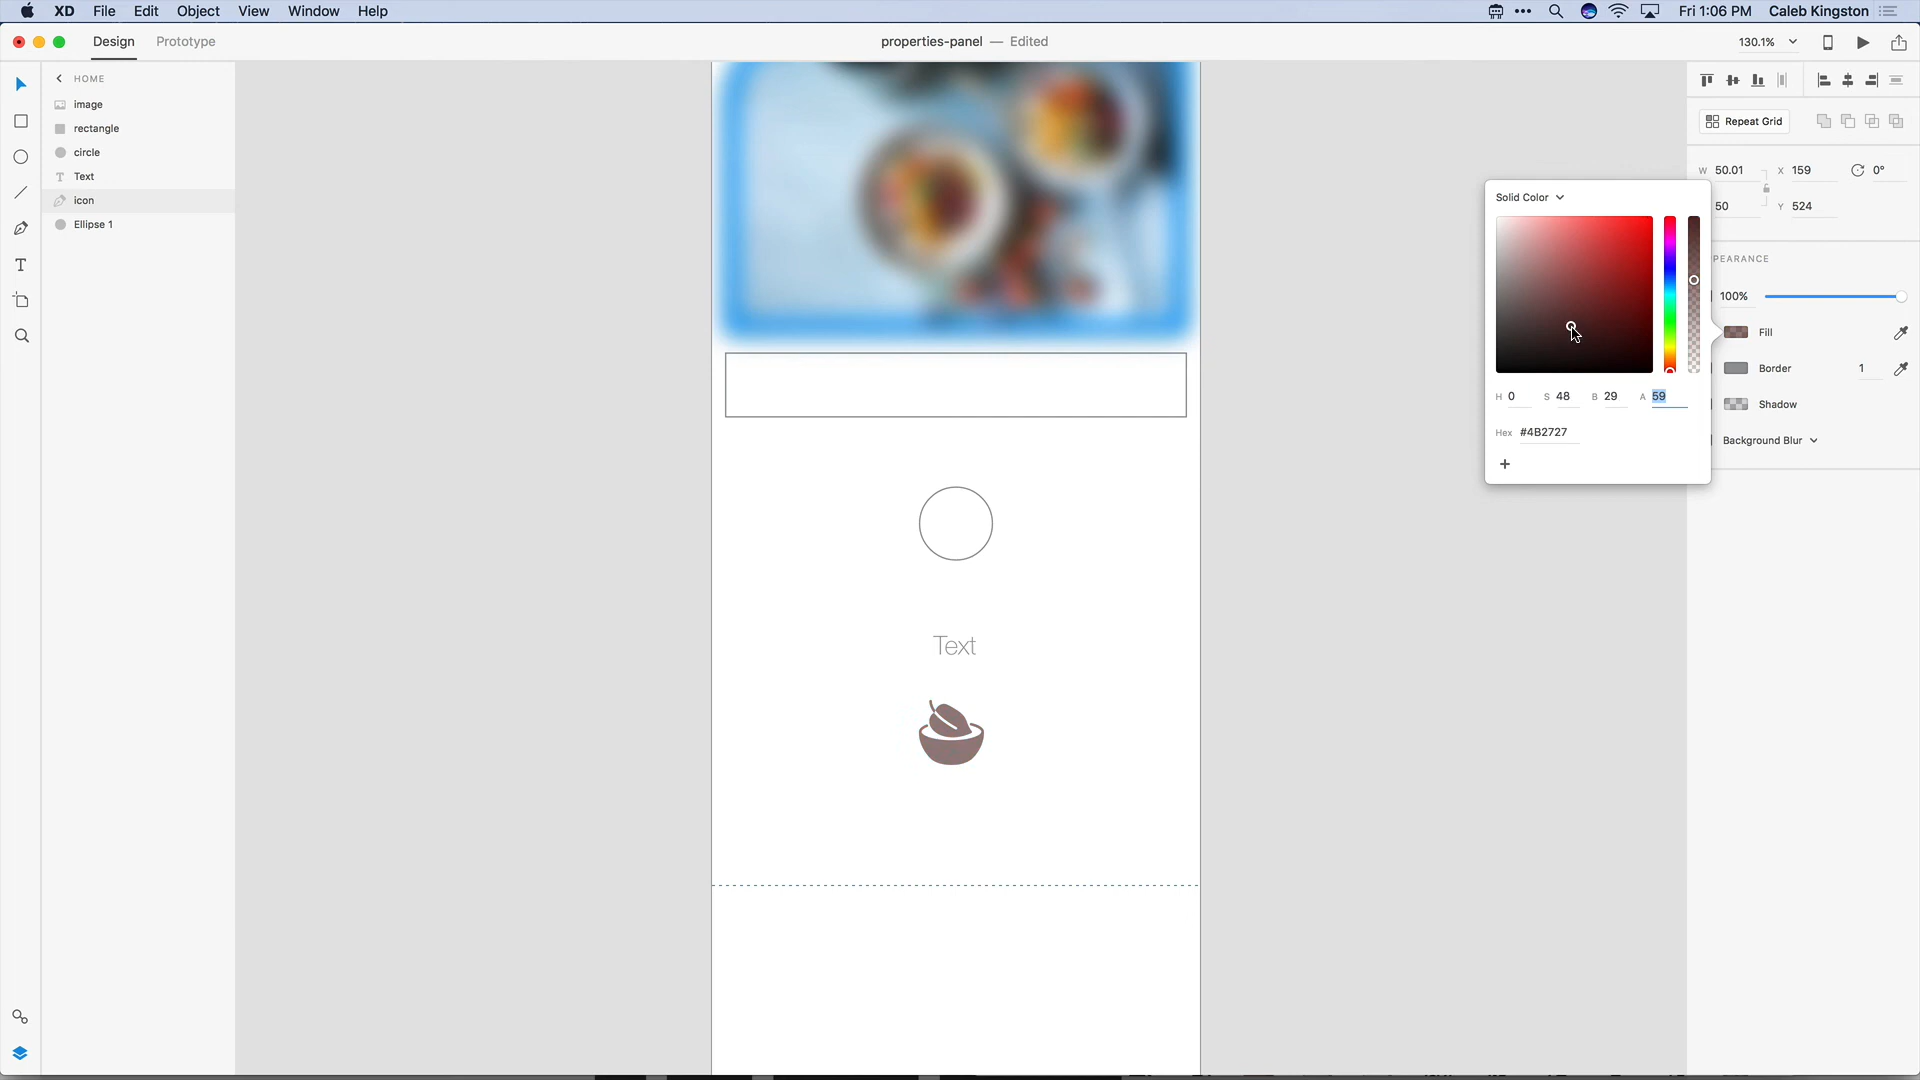 XD File Edit Object View Window Help Fri 1:06 PM Caleb Kingston
Design Prototype properties-panel — Edited 130.1%
HOME
image
rectangle
circle
Text
icon
Ellipse 1
Text
Solid Color
H 0 S 48 B 29 A 59
Hex #4B2727
+
Repeat Grid
W 50.01 X 159 0°
50 Y 524
PEARANCE
100%
Fill
Border 1
Shadow
Background Blur